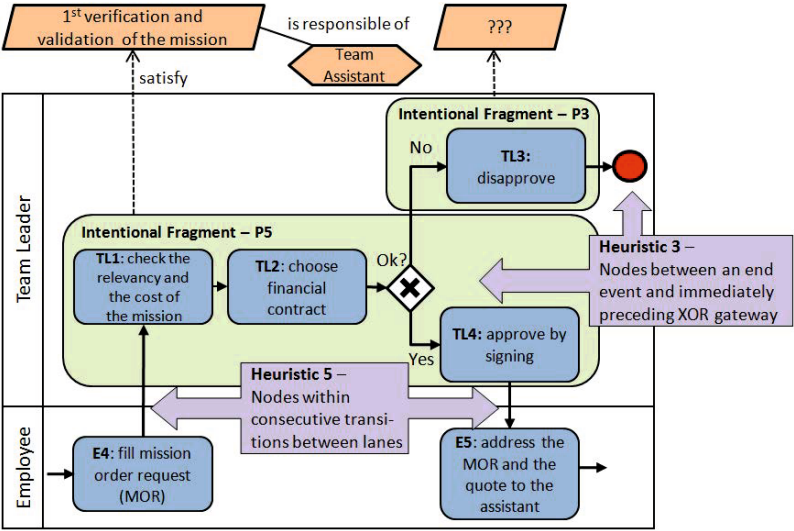 1st verification and
validation of the mission
is responsible of
Team
Assistant
???
satisfy
Team Leader
Intentional Fragment – P3
No
TL3:
disapprove
Intentional Fragment – P5
TL1: check the
relevancy and
the cost of
the mission
TL2: choose
financial
contract
Ok?
Yes
TL4: approve by
signing
Heuristic 3 –
Nodes between an end
event and immediately
preceding XOR gateway
Heuristic 5 –
Nodes within
consecutive transi-
tions between lanes
Employee
E4: fill mission
order request
(MOR)
E5: address the
MOR and the
quote to the
assistant